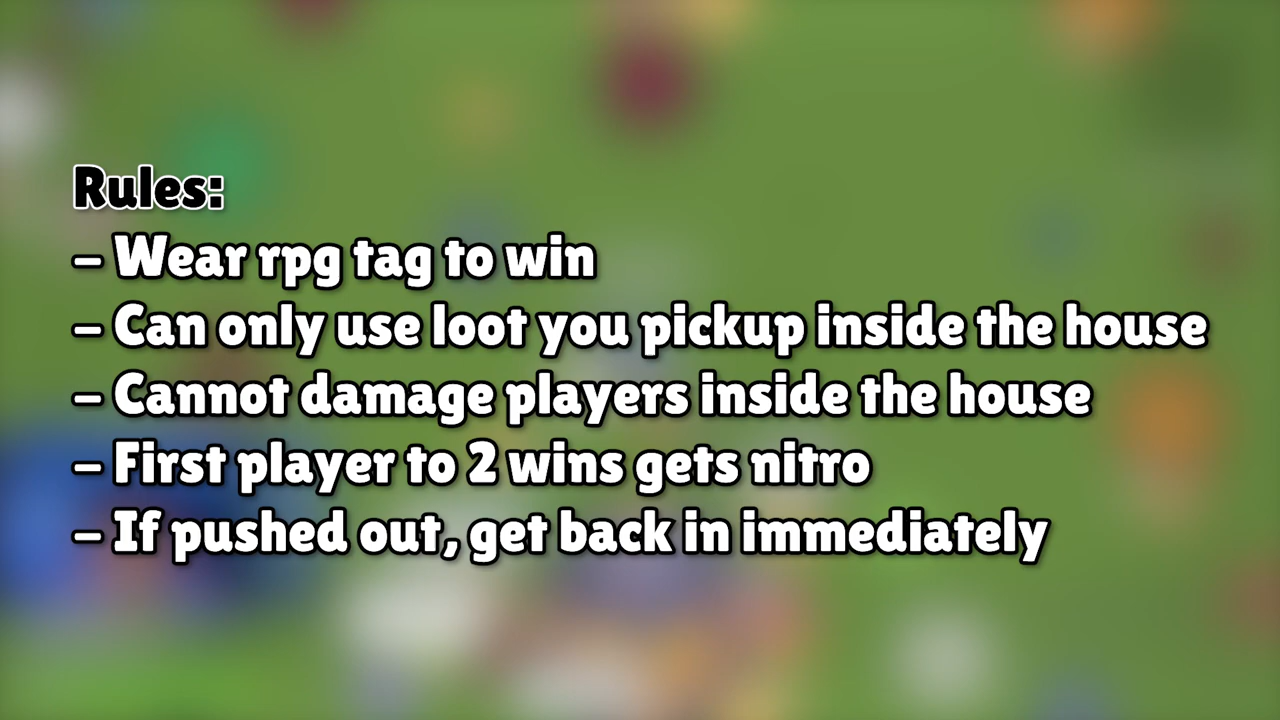 Rules:
– Wear rpg tag to win
– Can only use loot you pickup inside the house
– Cannot damage players inside the house
– First player to 2 wins gets nitro
– If pushed out, get back in immediately